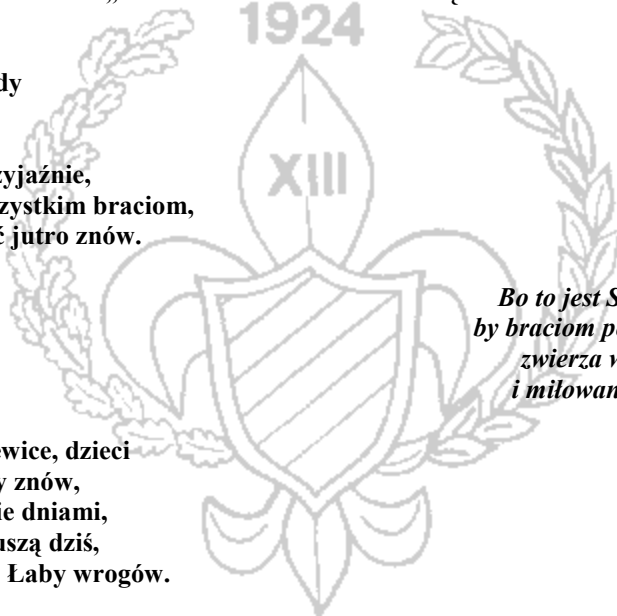 1924
dy
XIII
zyjaźnie,
zystkim braciom,
ć jutro znów.
Bo to jest S
by braciom p
zwierza w
i miłowan
ewice, dzieci
y znów,
ie dniami,
uszą dziś,
Łaby wrogów.